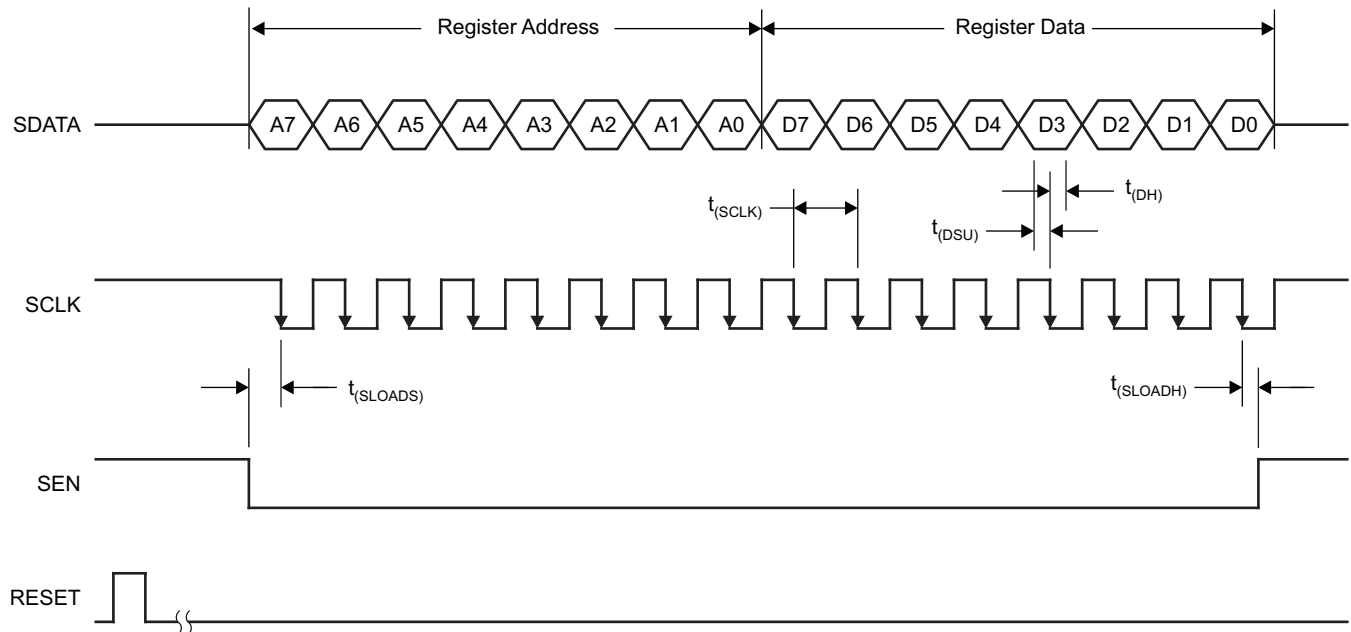 Register Address Register Data
SDATA A7 A6 A5 A4 A3 A2 A1 A0 D7 D6 D5 D4 D3 D2 D1 D0
t(SCLK) t(DH)
t(DSU)
SCLK
t(SLOADS) t(SLOADH)
SEN
RESET